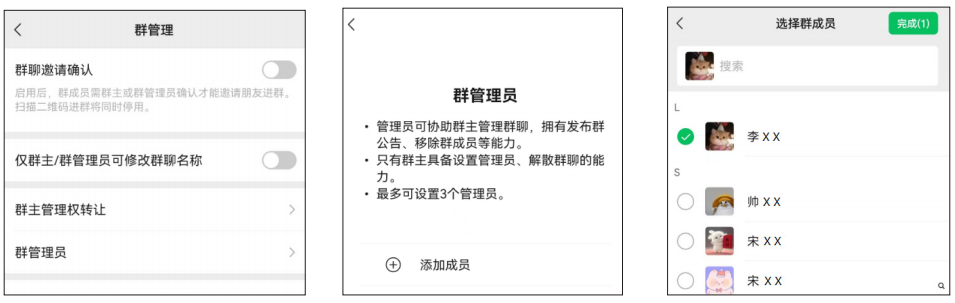 群管理
群聊邀请确认
启用后，群成员需群主或群管理员确认才能邀请朋友进群。
扫描二维码进群将同时停用。
仅群主/群管理员可修改群聊名称
群主管理权转让
群管理员
群管理员
• 管理员可协助群主管理群聊，拥有发布群
公告、移除群成员等能力。
• 只有群主具备设置管理员、解散群聊的能
力。
• 最多可设置3个管理员。
添加成员
选择群成员
完成(1)
搜索
L
李 X X
S
帅 X X
宋 X X
宋 X X